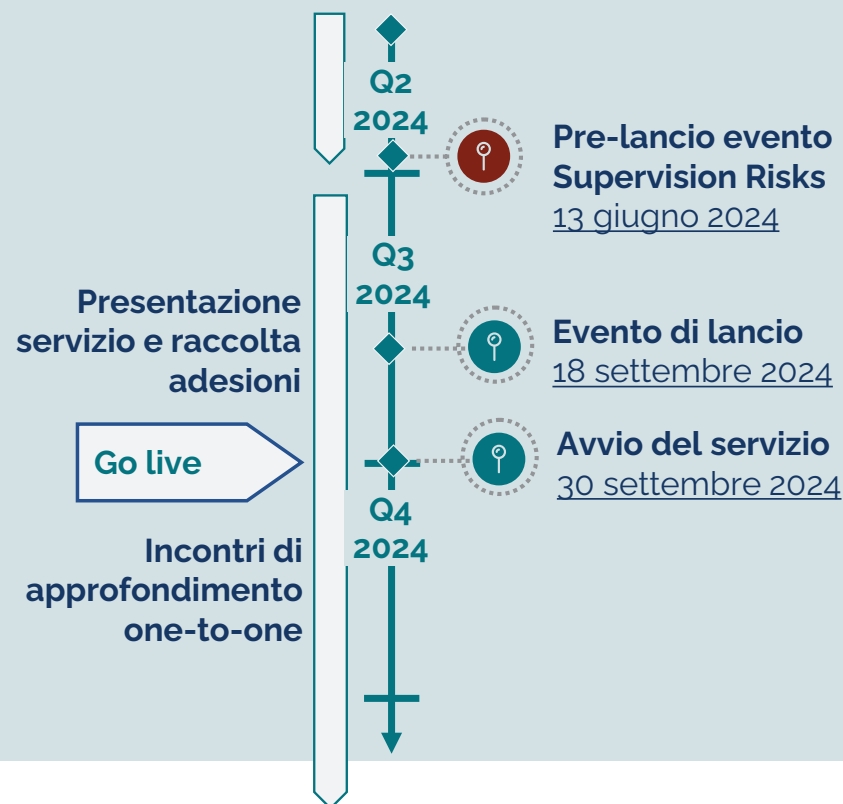 Q2
2024
Pre-lancio evento
Supervision Risks
13 giugno 2024
Q3
2024
Presentazione
servizio e raccolta
adesioni
Evento di lancio
18 settembre 2024
Go live
Avvio del servizio
30 settembre 2024
Q4
2024
Incontri di
approfondimento
one-to-one